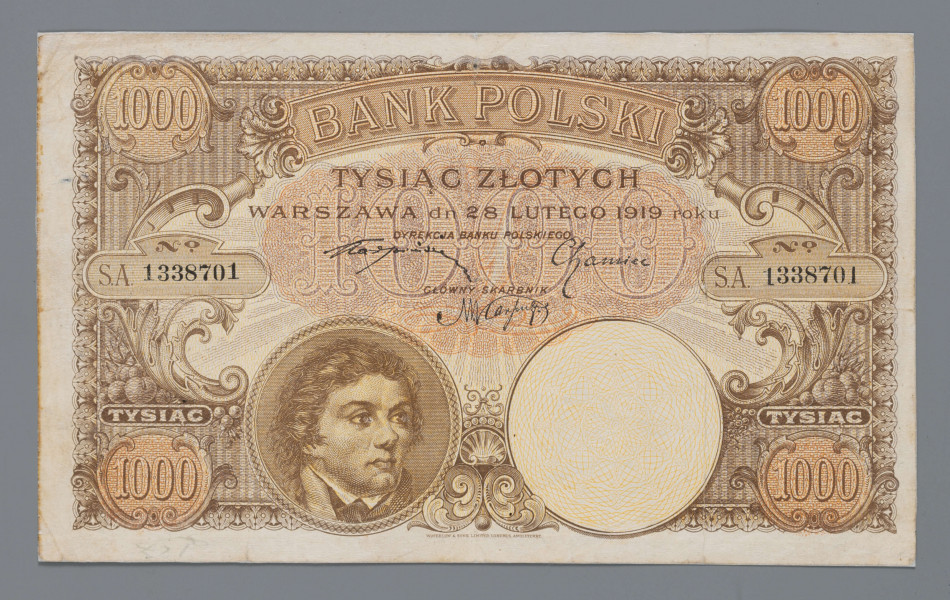 1000
BANK POLSKI
1000
TYSIĄC ZŁOTYCH
1000
WARSZAWA dn 28 LUTEGO 1919 roku
DYREKCJA BANKU POLSKIEGO
No
S.A. 1338701
No
S.A. 1338701
GŁÓWNY SKARBNIK
TYSIĄC
TYSIĄC
1000
1000